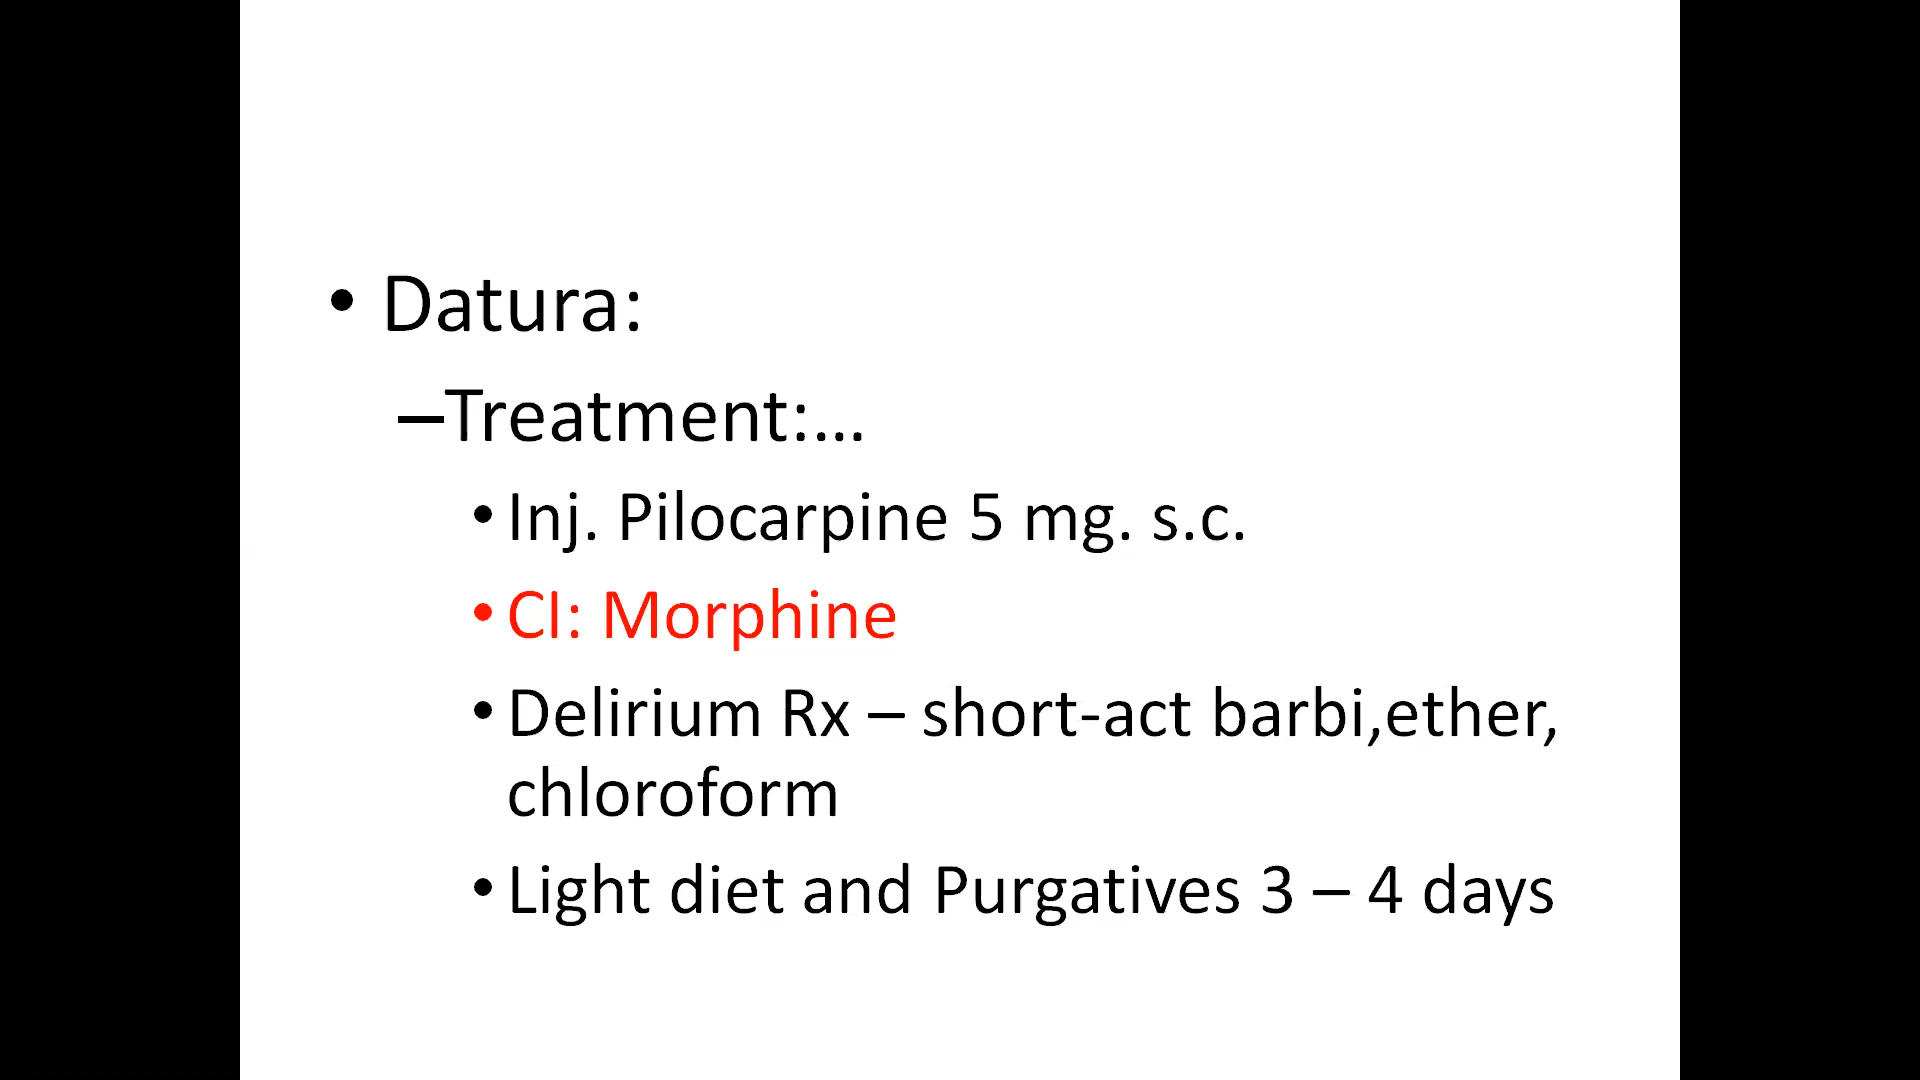 • Datura:
–Treatment:...
• Inj. Pilocarpine 5 mg. s.c.
• CI: Morphine
• Delirium Rx – short-act barbi,ether,
chloroform
• Light diet and Purgatives 3 – 4 days